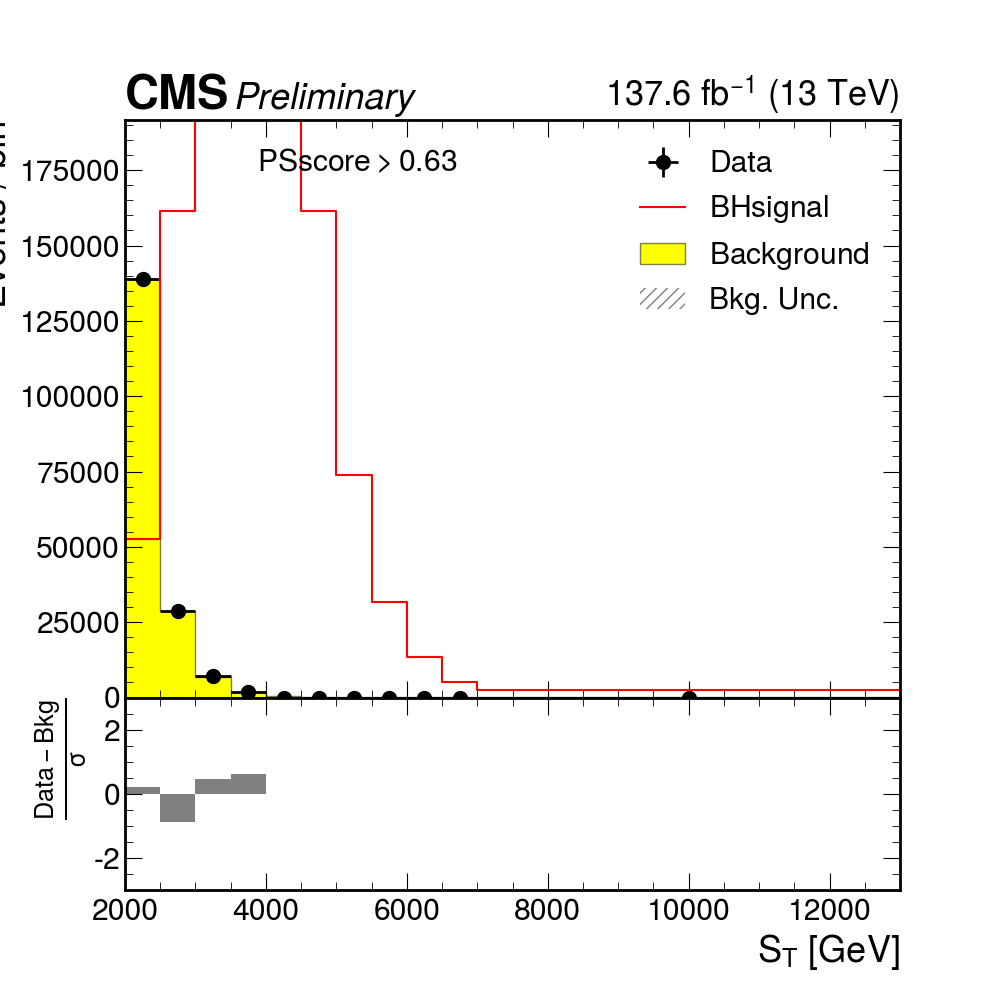 CMS Preliminary 137.6 fb⁻¹ (13 TeV)
PSscore > 0.63
Data
BHsignal
Background
Bkg. Unc.
175000
150000
125000
100000
75000
50000
25000
0
Data – Bkg
σ
2
0
-2
2000 4000 6000 8000 10000 12000
S_T [GeV]